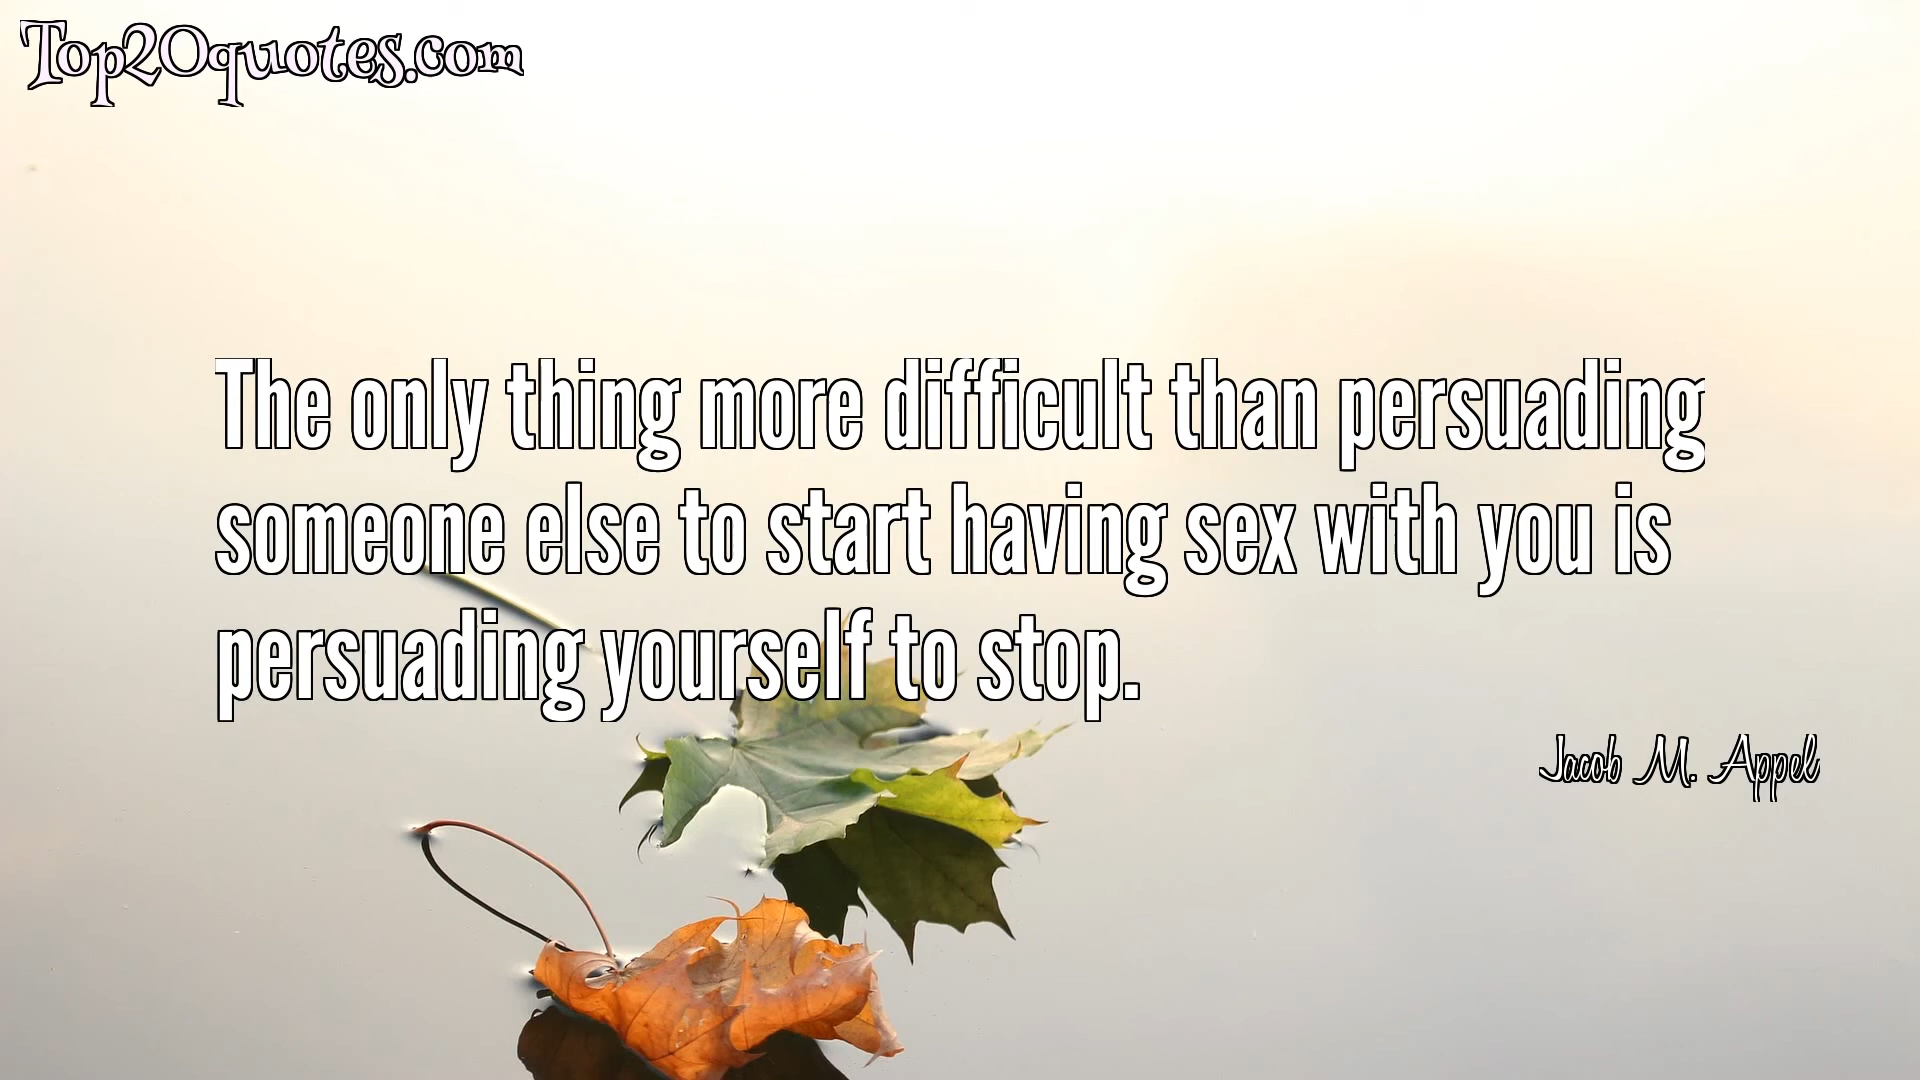 Top20quotes.com
The only thing more difficult than persuading
someone else to start having sex with you is
persuading yourself to stop.
Jacob M. Appel